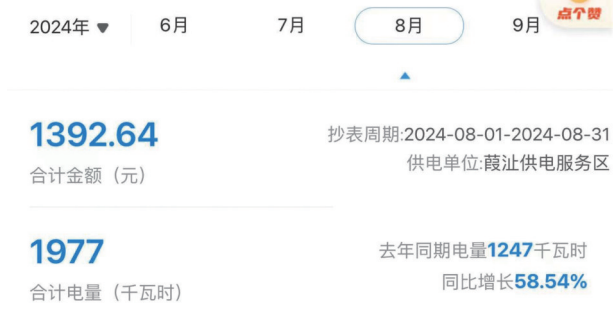 2024年 6月 7月 8月 9月
点个赞
1392.64
抄表周期:2024-08-01-2024-08-31
合计金额（元）
供电单位:葭沚供电服务区
1977
去年同期电量1247千瓦时
合计电量（千瓦时）
同比增长58.54%